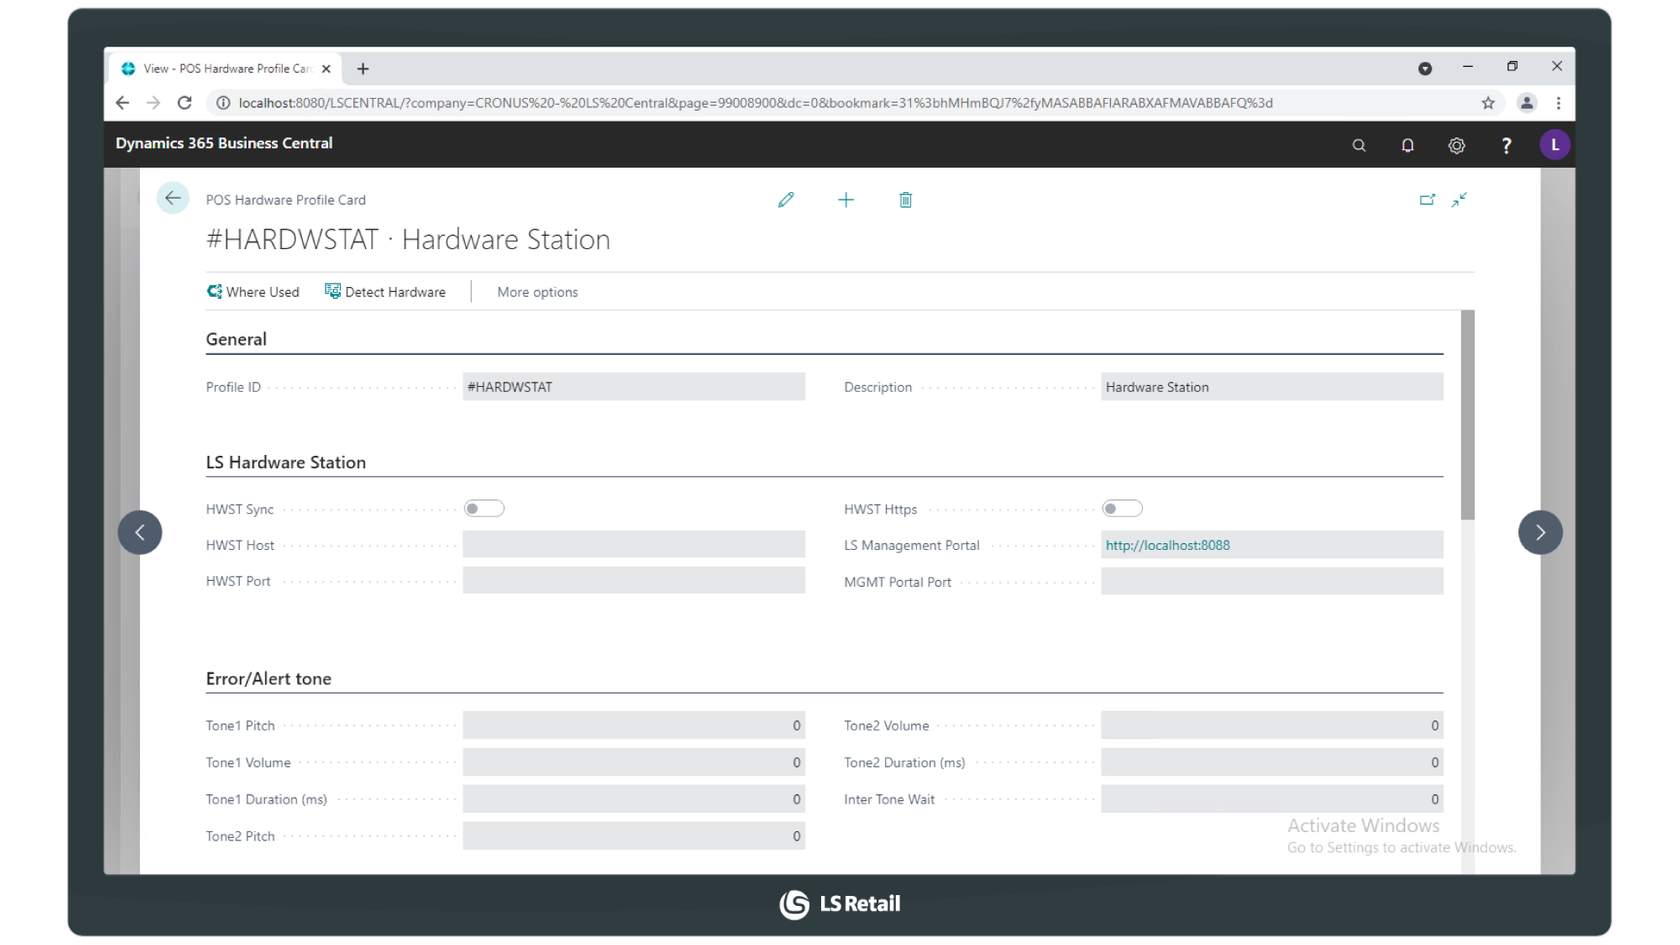 View - POS Hardware Profile Car
localhost:8080/LSCENTRAL/?company=CRONUS%20-%20LS%20Central&page=99008900&dc=0&bookmark=31%3bhMHmBQJ7%2fyMASABBAFIARABXAFMAVABBAFQ%3d
Dynamics 365 Business Central
? L
POS Hardware Profile Card
#HARDWSTAT · Hardware Station
Where Used Detect Hardware More options
General
Profile ID #HARDWSTAT Description Hardware Station
LS Hardware Station
HWST Sync HWST Https
HWST Host LS Management Portal http://localhost:8088
HWST Port MGMT Portal Port
Error/Alert tone
Tone1 Pitch 0 Tone2 Volume 0
Tone1 Volume 0 Tone2 Duration (ms) 0
Tone1 Duration (ms) 0 Inter Tone Wait 0
Tone2 Pitch 0
Activate Windows
Go to Settings to activate Windows.
LS Retail